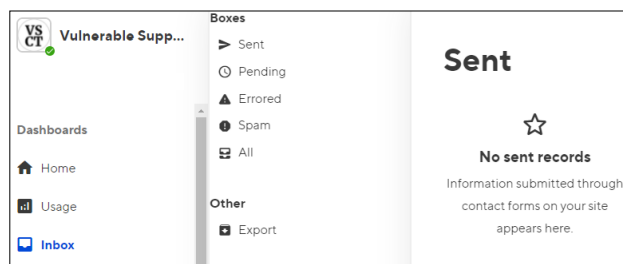 VS
CT
Vulnerable Supp...
Dashboards
Home
Usage
Inbox
Boxes
Sent
Pending
Errored
Spam
All
Other
Export
Sent
No sent records
Information submitted through
contact forms on your site
appears here.